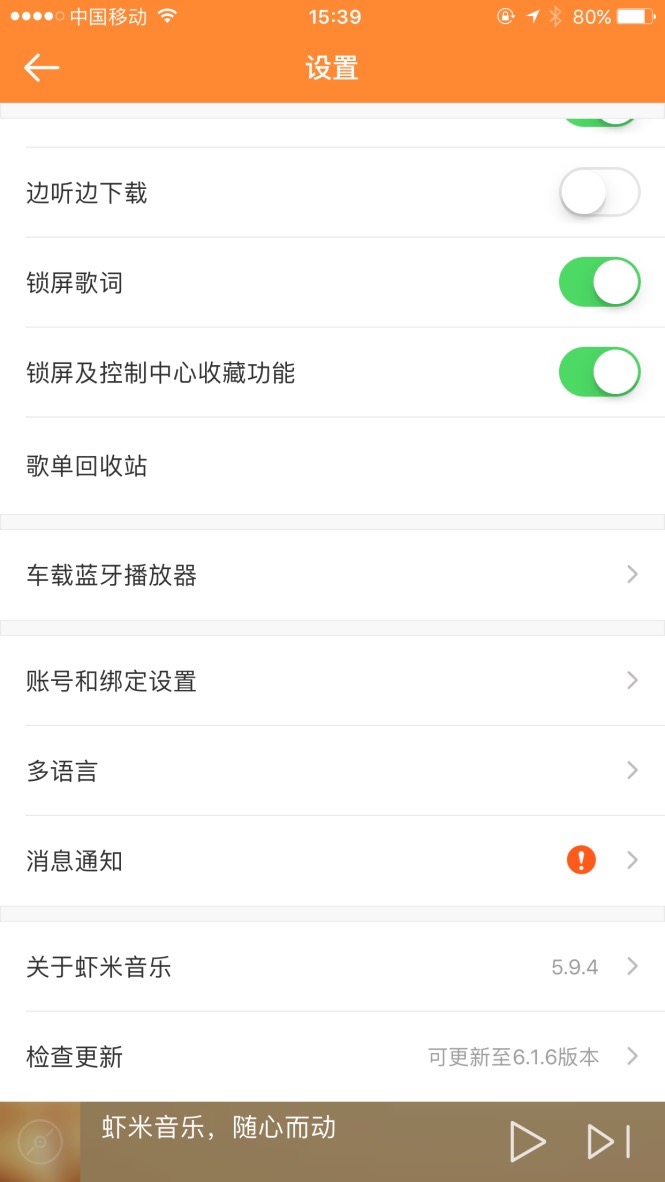 中国移动 15:39 80%
设置
边听边下载
锁屏歌词
锁屏及控制中心收藏功能
歌单回收站
车载蓝牙播放器
账号和绑定设置
多语言
消息通知
关于虾米音乐 5.9.4
检查更新 可更新至6.1.6版本
虾米音乐，随心而动